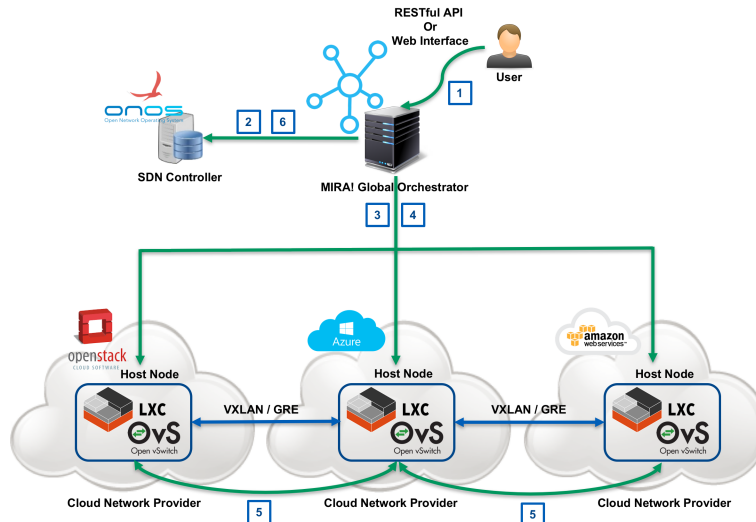 RESTful API
Or
Web Interface
User
1
onos
Open Network Operating System
2 6
SDN Controller
MIRA! Global Orchestrator
3 4
openstack
CLOUD SOFTWARE
Azure
amazon
webservices™
Host Node
Host Node
Host Node
LXC
OvS
Open vSwitch
VXLAN / GRE
LXC
OvS
Open vSwitch
VXLAN / GRE
LXC
OvS
Open vSwitch
Cloud Network Provider
Cloud Network Provider
Cloud Network Provider
5
5